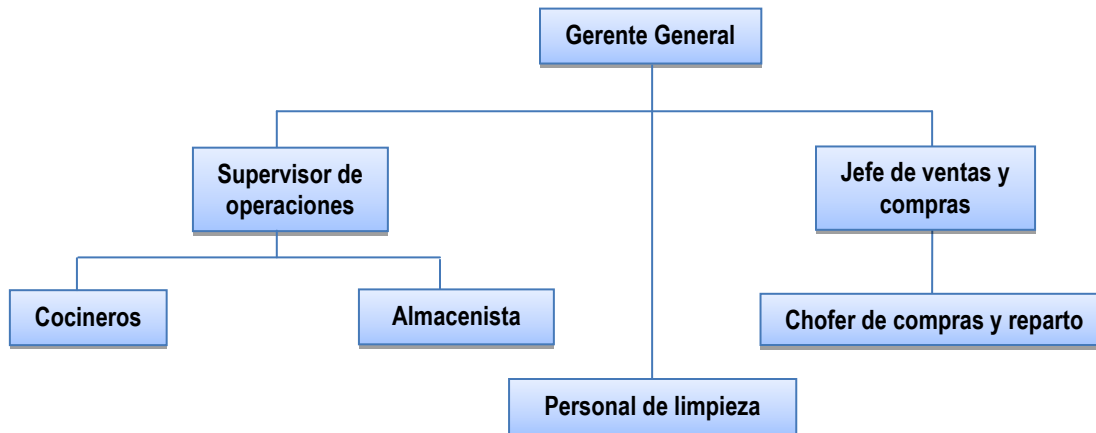 Gerente General
Supervisor de
operaciones
Jefe de ventas y
compras
Cocineros
Almacenista
Chofer de compras y reparto
Personal de limpieza